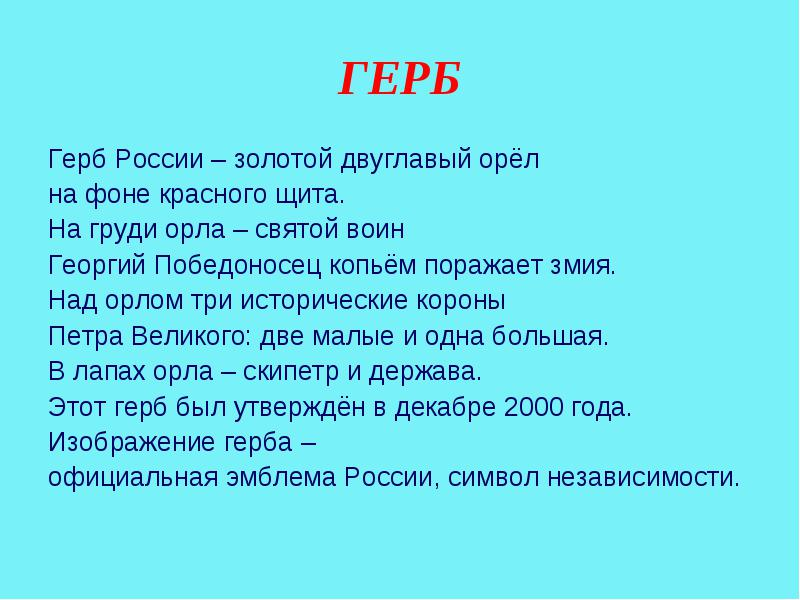 ГЕРБ
Герб России – золотой двуглавый орёл
на фоне красного щита.
На груди орла – святой воин
Георгий Победоносец копьём поражает змия.
Над орлом три исторические короны
Петра Великого: две малые и одна большая.
В лапах орла – скипетр и держава.
Этот герб был утверждён в декабре 2000 года.
Изображение герба –
официальная эмблема России, символ независимости.